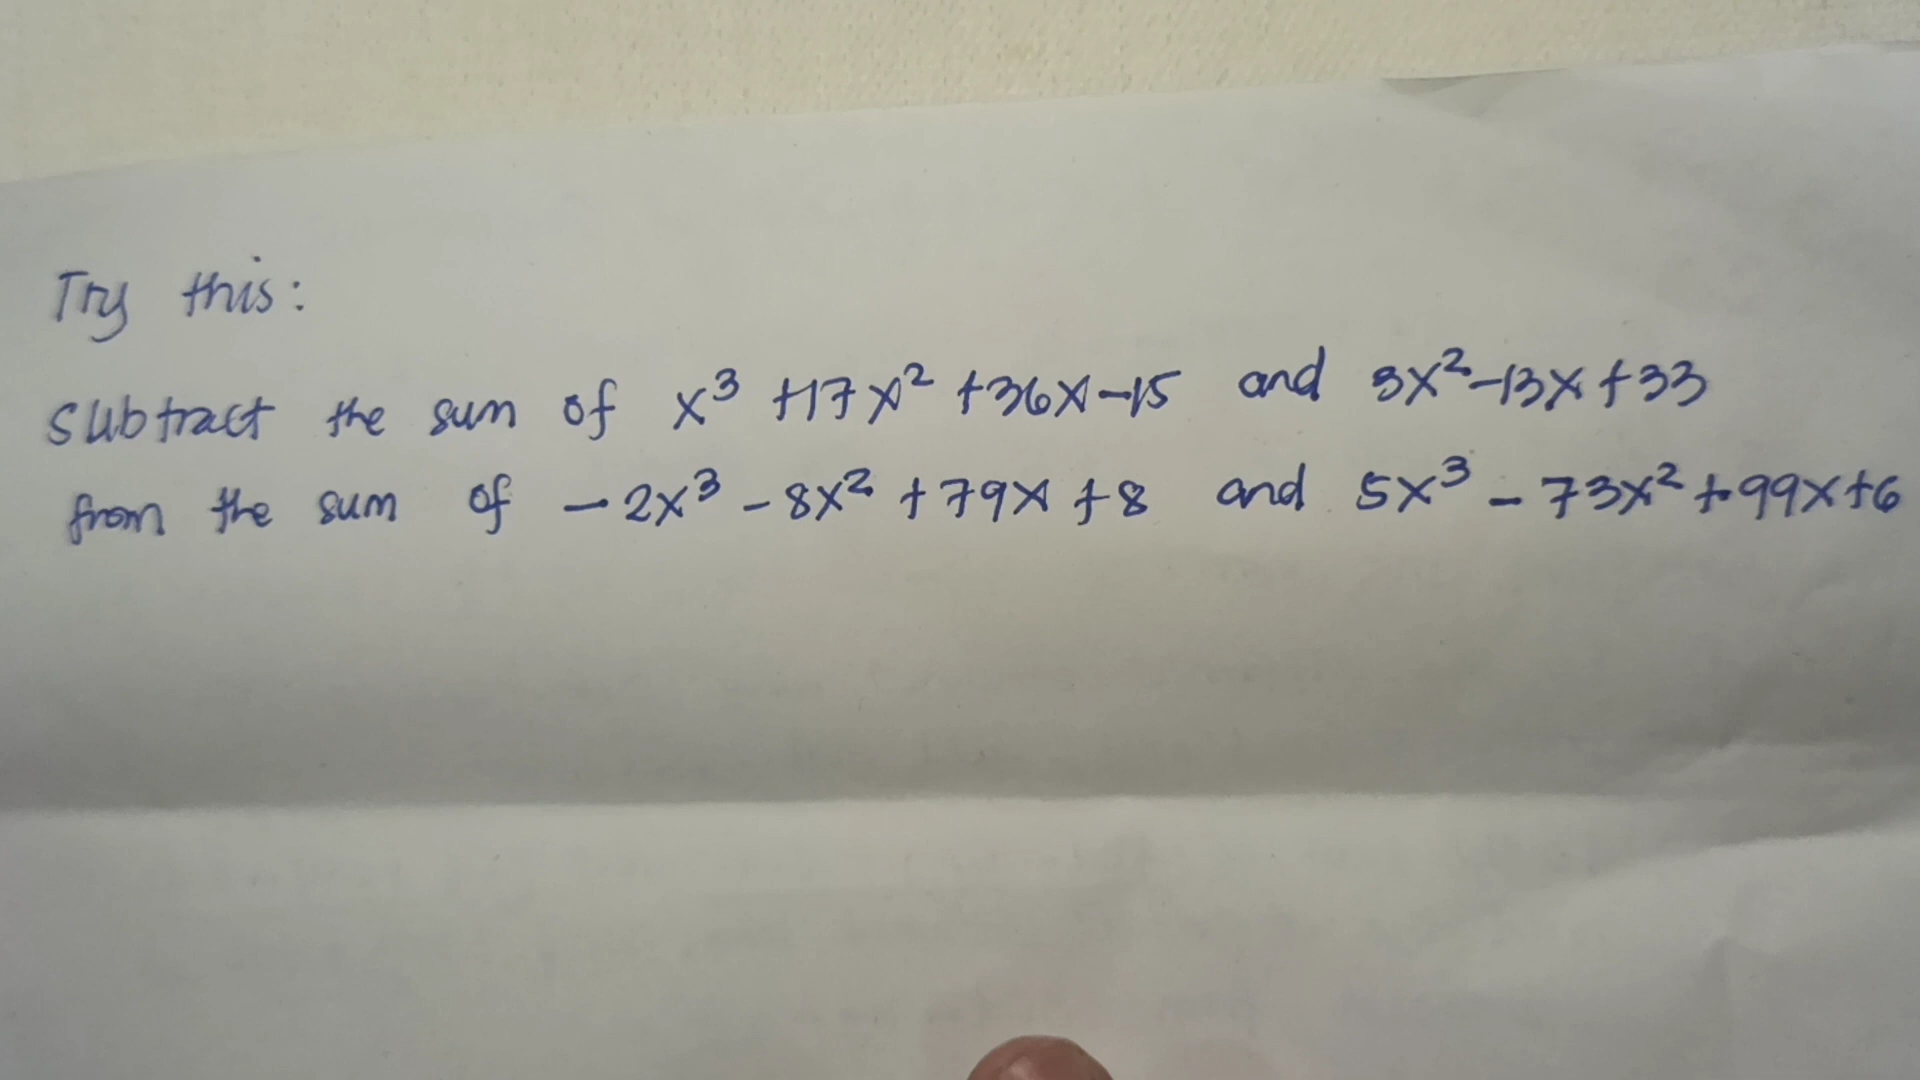 Try this:
Subtract the sum of x³ +17x² +36x-15 and 3x²-13x+33
from the sum of -2x³ -8x² +79x +8 and 5x³ - 73x² +99x+6